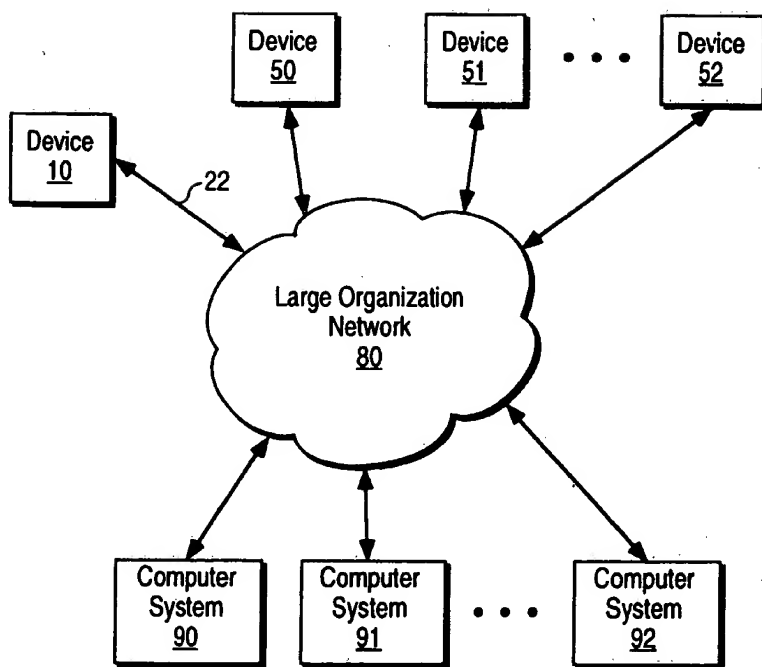 Device
50
Device
51
Device
52
Device
10
22
Large Organization
Network
80
Computer
System
90
Computer
System
91
Computer
System
92